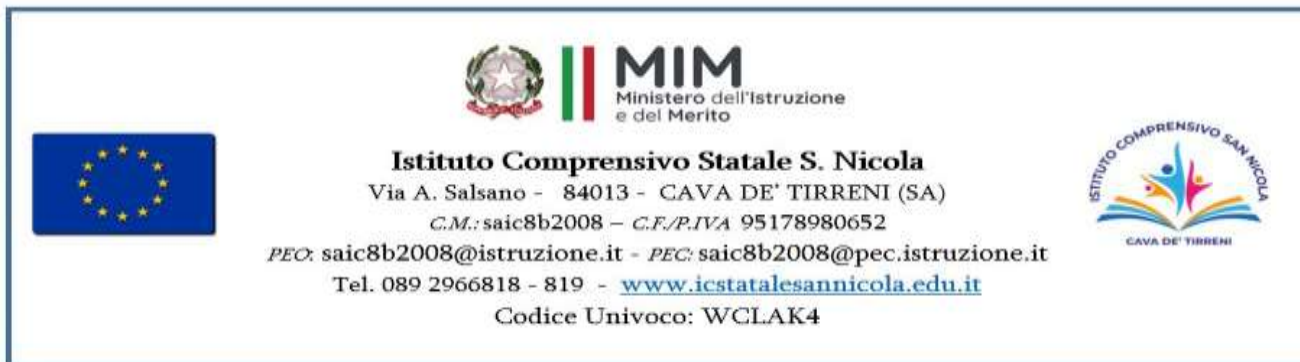 MIM
Ministero dell'Istruzione
e del Merito
Istituto Comprensivo Statale S. Nicola
Via A. Salsano - 84013 - CAVA DE' TIRRENI (SA)
C.M.: saic8b2008 – C.F./P.IVA 95178980652
PEO: saic8b2008@istruzione.it - PEC: saic8b2008@pec.istruzione.it
Tel. 089 2966818 - 819 - www.icstatalesannicola.edu.it
Codice Univoco: WCLAK4
ISTITUTO COMPRENSIVO SAN NICOLA
CAVA DE' TIRRENI